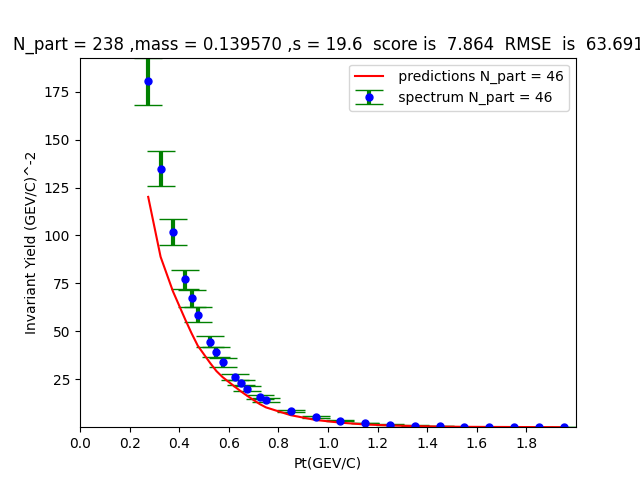 N_part = 238 ,mass = 0.139570 ,s = 19.6  score is  7.864  RMSE  is  63.691
predictions N_part = 46
spectrum N_part = 46
Invariant Yield (GEV/C)^-2
175
150
125
100
75
50
25
0.0 0.2 0.4 0.6 0.8 1.0 1.2 1.4 1.6 1.8
Pt(GEV/C)